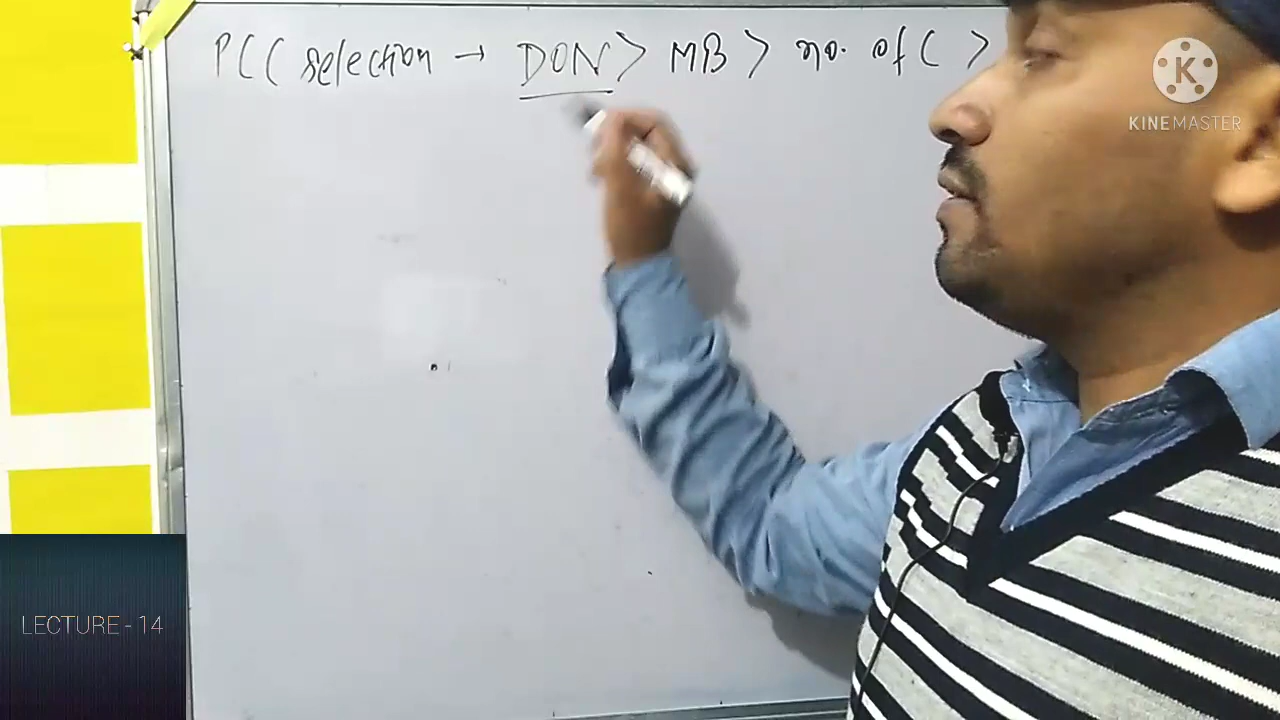 PCC selection → DON > MB > no. of C >
KINEMASTER
LECTURE - 14